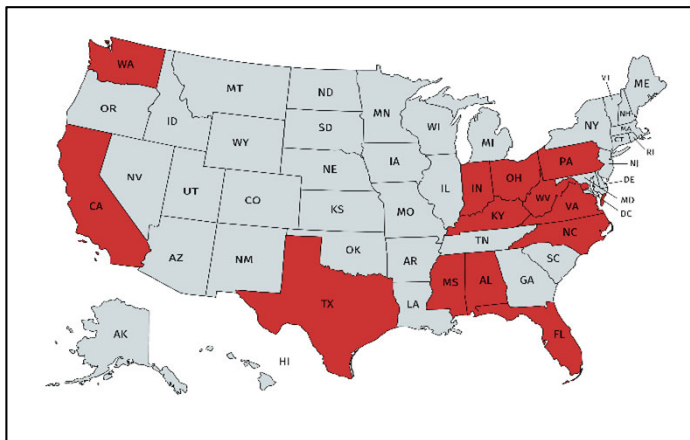 WA
MT
ND
MN
VT
ME
OR
ID
SD
WI
MI
NY
NH
MA
CT
RI
WY
IA
PA
NJ
NV
NE
IL
IN
OH
DE
UT
CO
WV
MD
CA
KS
MO
KY
VA
DC
NC
AZ
NM
OK
AR
TN
SC
TX
MS
AL
GA
LA
FL
AK
HI